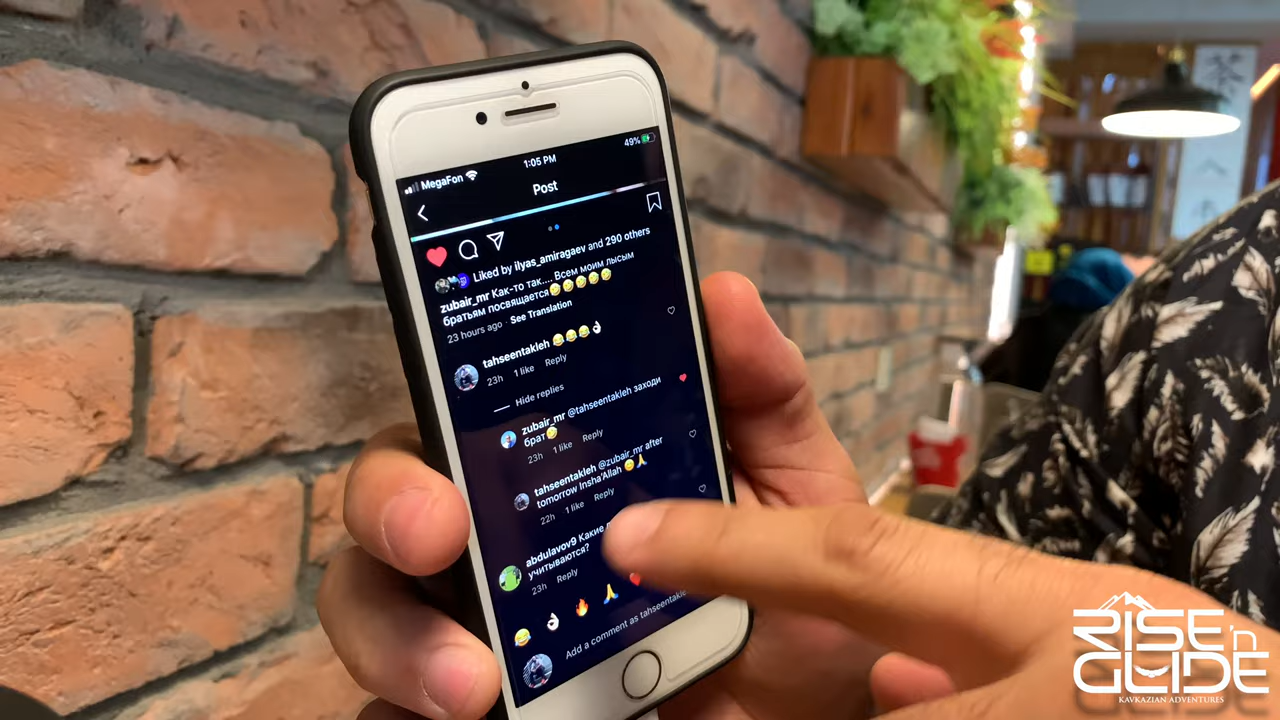 MegaFon
1:05 PM
49%
Post
Liked by ilyas_amiragaev and 290 others
zubair_mr Как-то так.... Всем моим лысым
братьям посвящается🤣🤣🤣🤣🤣
23 hours ago · See Translation
tahseentakleh 😂😂😂👌🏻
23h 1 like Reply
Hide replies
zubair_mr @tahseentakleh заходи
брат🤣
23h 1 like Reply
tahseentakleh @zubair_mr after
tomorrow Insha'Allah 😊🙏
22h 1 like Reply
abdulavov9 Какие
учитываются?
23h Reply
😂 👌🏻 🔥 🙏 ❤️
Add a comment as tahseentakle
茶
RISE 'n
GLIDE
KAVKAZIAN ADVENTURES